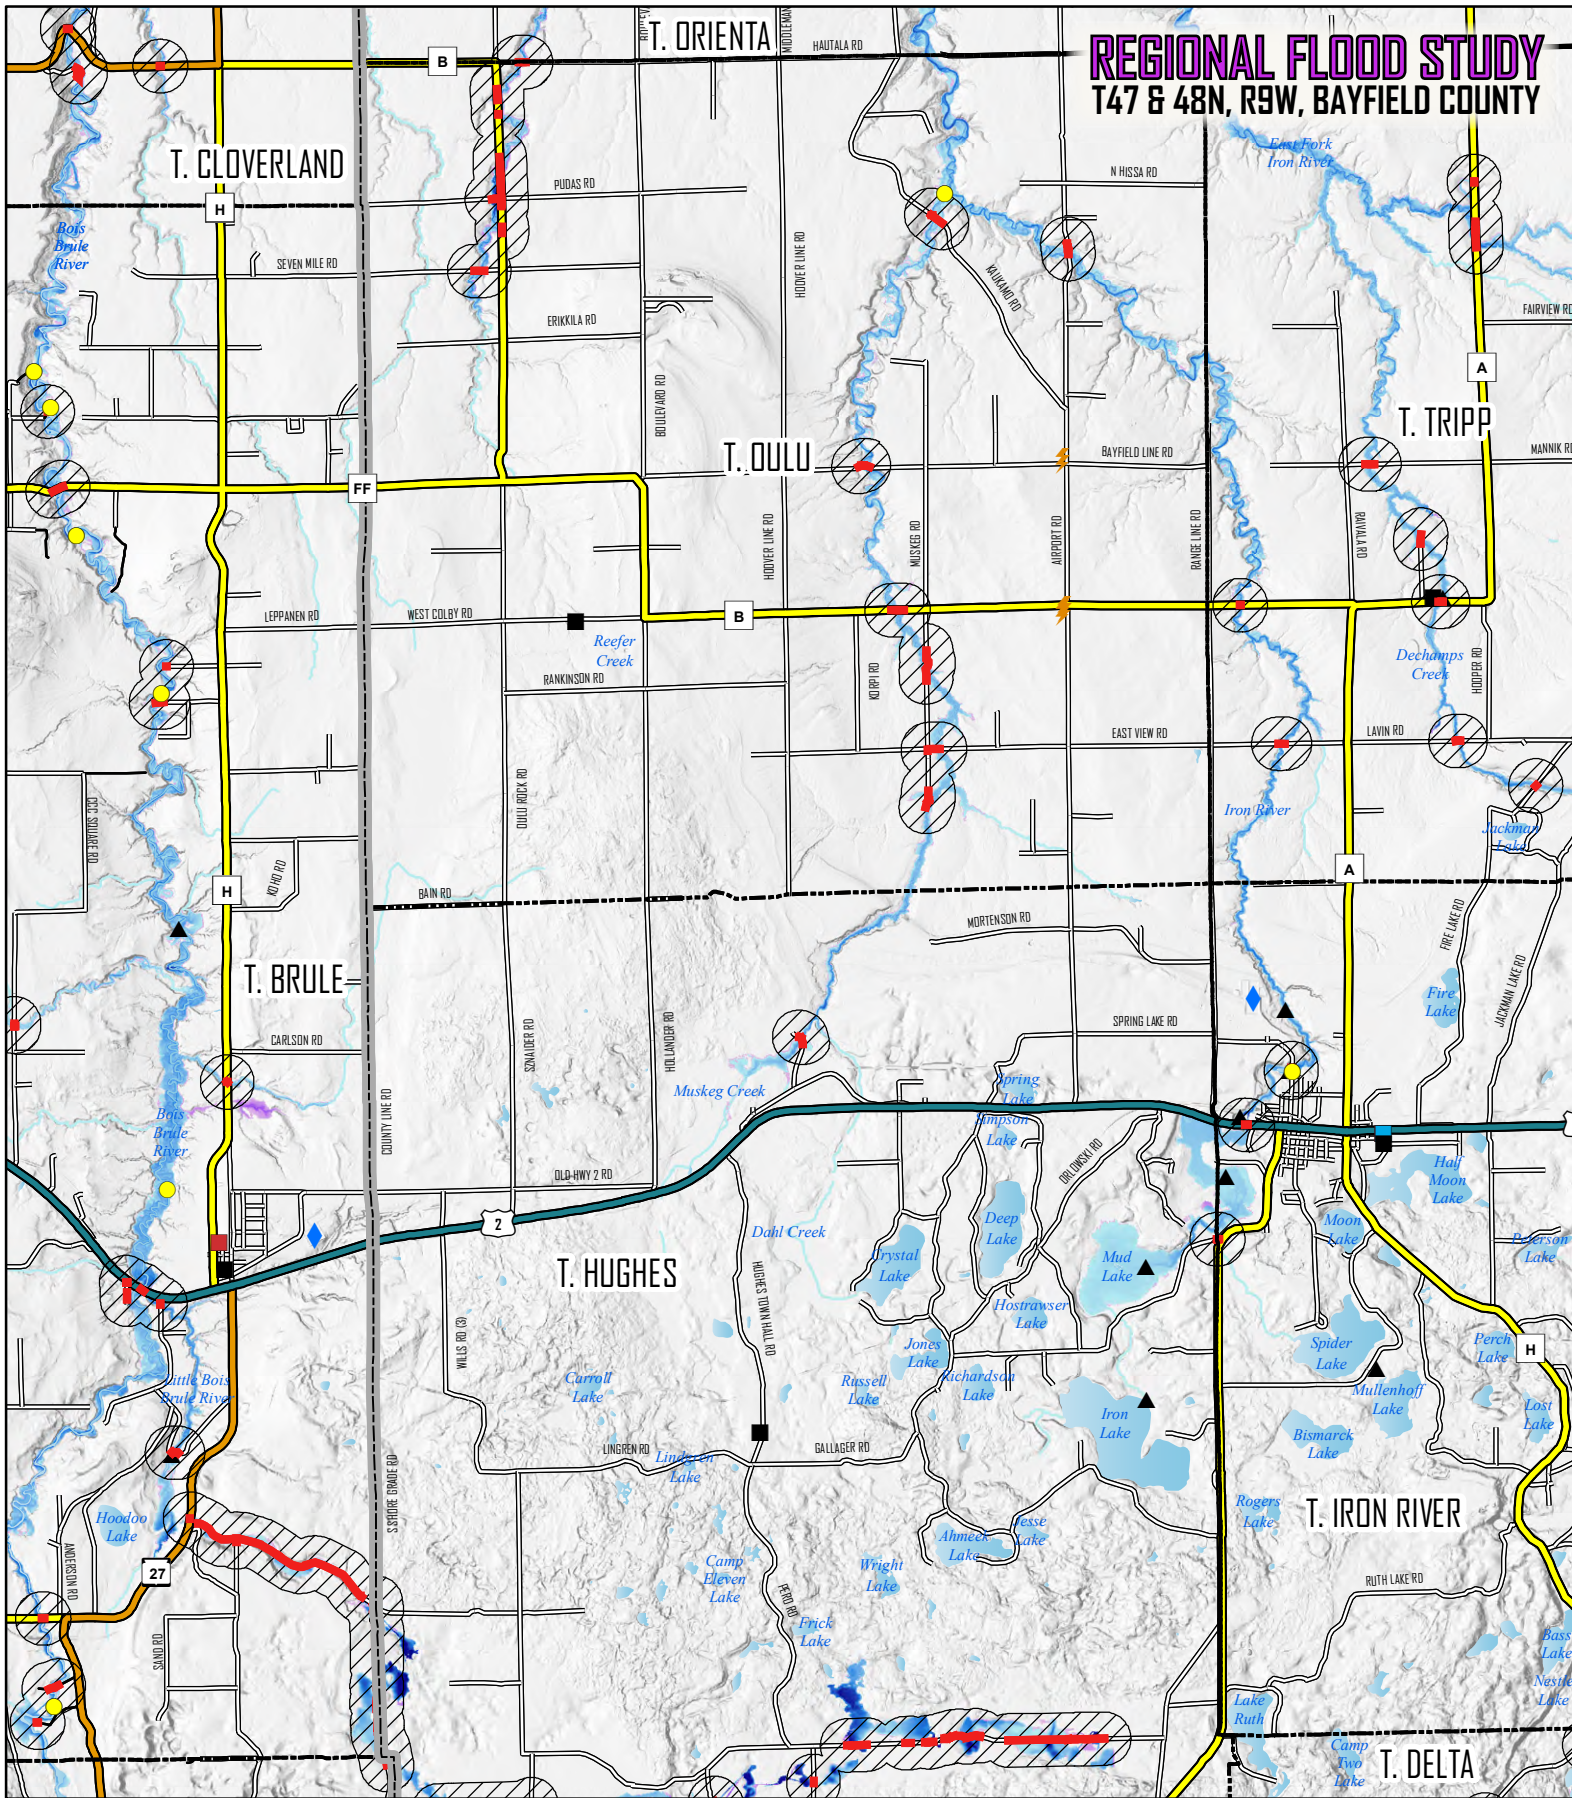 REGIONAL FLOOD STUDY
T47 & 48N, R9W, BAYFIELD COUNTY
T. ORIENTA
MIDDLEMAN
HAUTALA RD
B
East Fork
Iron River
T. CLOVERLAND
PUDAS RD
N HISSA RD
H
Bois
Brule
River
SEVEN MILE RD
HOOVER LINE RD
KAUKAMO RD
ERIKKILA RD
FAIRVIEW RD
A
BOULEVARD RD
T. TRIPP
T. OULU
BAYFIELD LINE RD
MANNIK RD
FF
HOOVER LINE RD
MUSKEG RD
AIRPORT RD
RANGE LINE RD
RAIVALA RD
LEPPANEN RD
WEST COLBY RD
B
Reefer
Creek
Dechamps
Creek
HOOPER RD
RANKINSON RD
KORPI RD
EAST VIEW RD
LAVIN RD
OULU ROCK RD
CCC SQUARE RD
Iron River
Jackman
Lake
KOHO RD
H
BAIN RD
A
MORTENSON RD
FIRE LAKE RD
JACKMAN LAKE RD
T. BRULE
Fire
Lake
CARLSON RD
SZNAIDER RD
HOLLANDER RD
SPRING LAKE RD
Muskeg Creek
Spring
Lake
Simpson
Lake
COUNTY LINE RD
Bois
Brule
River
ORLOWSKI RD
Half
Moon
Lake
OLD HWY 2 RD
2
Dahl Creek
Deep
Lake
Moon
Lake
Crystal
Lake
Mud
Lake
Peterson
Lake
T. HUGHES
HUGHES TOWN HALL RD
Hostrawser
Lake
WILLIS RD (3)
Jones
Lake
Spider
Lake
Perch
Lake
H
Little Bois
Brule River
Carroll
Lake
Russell
Lake
Richardson
Lake
Mullenhoff
Lake
Iron
Lake
Lost
Lake
Bismarck
Lake
LINGREN RD
GALLAGER RD
Lindgren
Lake
S SHORE GRADE RD
Rogers
Lake
T. IRON RIVER
Hoodoo
Lake
Jesse
Lake
Ahmeek
Lake
ANDERSON RD
27
Camp
Eleven
Lake
Wright
Lake
PERO RD
RUTH LAKE RD
Frick
Lake
SAND RD
Bass
Lake
Lake
Lake
Ruth
Camp
Two
Lake
T. DELTA